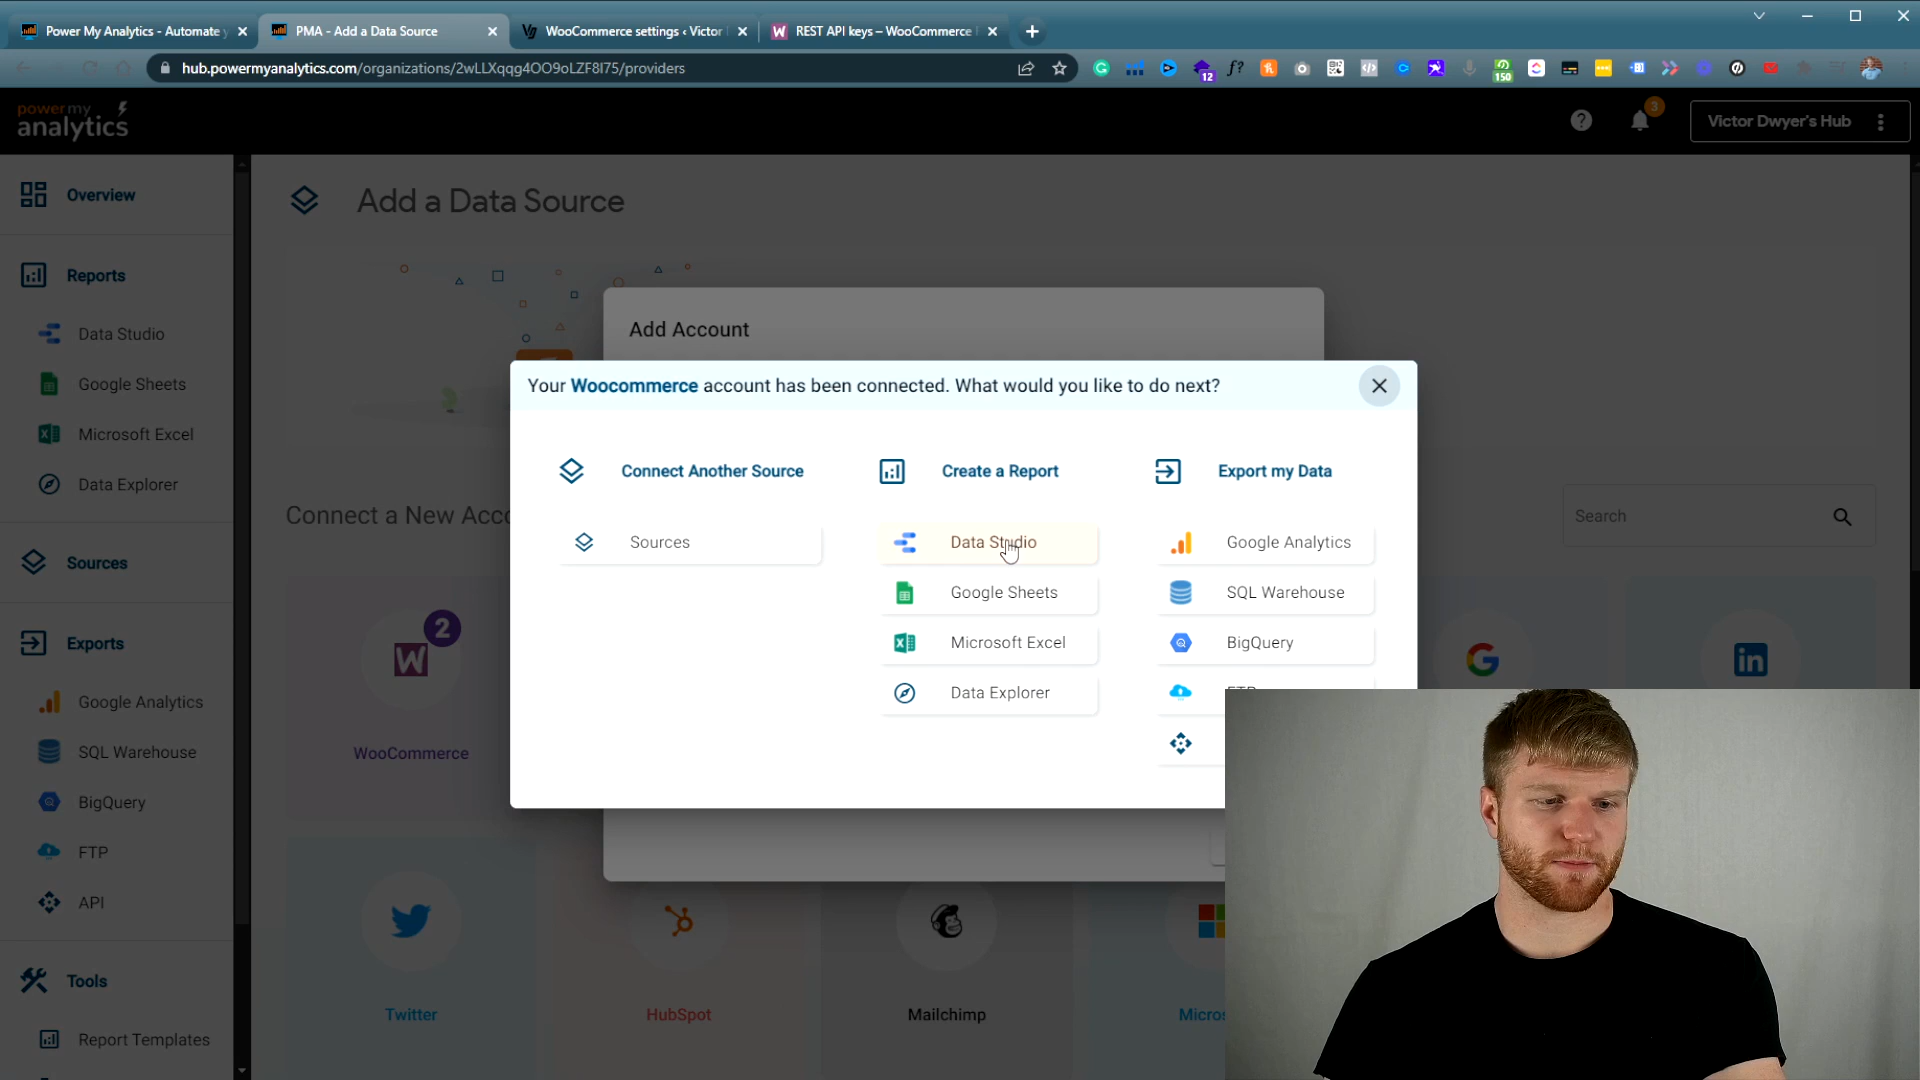 Power My Analytics - Automate y
PMA - Add a Data Source
WooCommerce settings ‹ Victor
REST API keys – WooCommerce
hub.powermyanalytics.com/organizations/2wLLXqqg4OO9oLZF8I75/providers
12
f?
150
power my
analytics
3
Victor Dwyer's Hub
Overview
Add a Data Source
Reports
Data Studio
Google Sheets
Microsoft Excel
Data Explorer
Add Account
Your Woocommerce account has been connected. What would you like to do next?
Connect Another Source
Create a Report
Export my Data
Sources
Data Studio
Google Analytics
Google Sheets
SQL Warehouse
Microsoft Excel
BigQuery
Data Explorer
Connect a New Acco
Search
Sources
Exports
Google Analytics
SQL Warehouse
BigQuery
FTP
API
2
WooCommerce
Twitter
HubSpot
Mailchimp
Micros
Tools
Report Templates